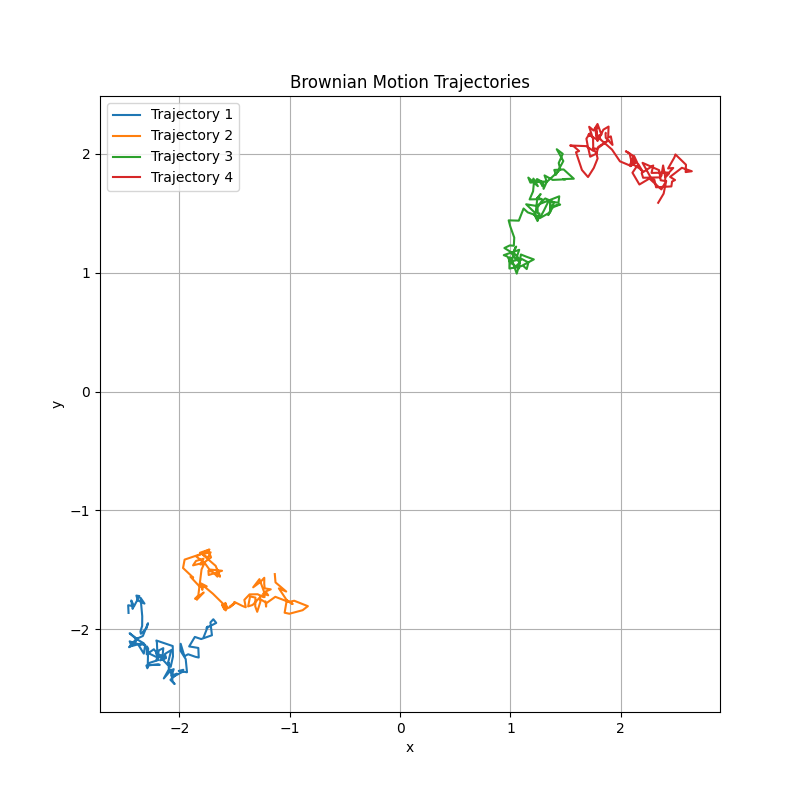 Brownian Motion Trajectories
Trajectory 1
Trajectory 2
Trajectory 3
Trajectory 4
2
1
0
−1
−2
y
−2 −1 0 1 2
x